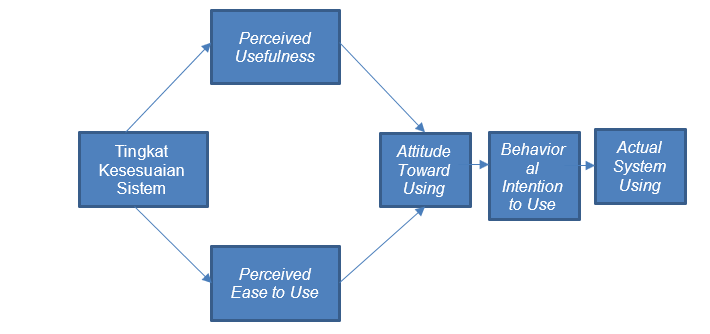 Perceived
Usefulness
Tingkat
Kesesuaian
Sistem
Attitude
Toward
Using
Behavior
al
Intention
to Use
Actual
System
Using
Perceived
Ease to Use